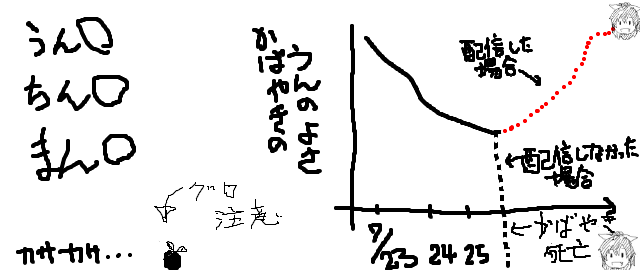 うん〇
ちん〇
まん〇
グロ
注意
カサカサ...
かばやきの
うんのよさ
配信した
場合
配信しなかった
場合
かばやき
死亡
7/23 24 25